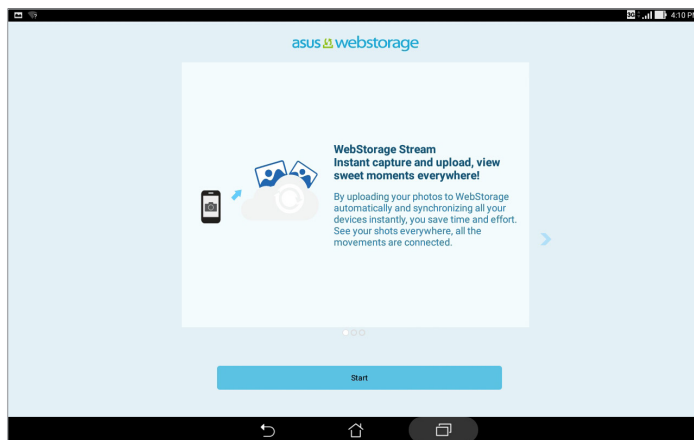 3G 4:10 PM
asus webstorage
WebStorage Stream
Instant capture and upload, view
sweet moments everywhere!
By uploading your photos to WebStorage
automatically and synchronizing all your
devices instantly, you save time and effort.
See your shots everywhere, all the
movements are connected.
Start